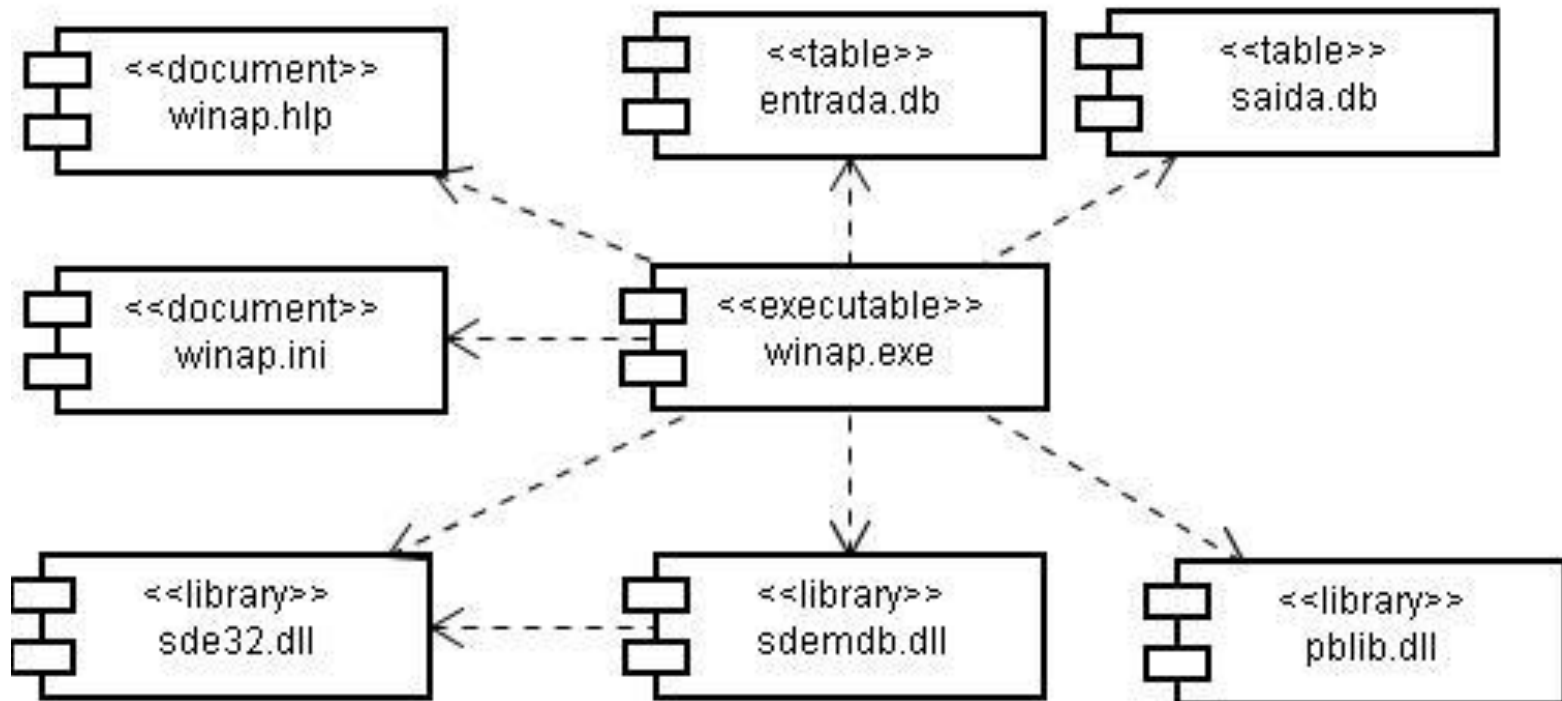 <<document>>
winap.hlp
<<table>>
entrada.db
<<table>>
saida.db
<<document>>
winap.ini
<<executable>>
winap.exe
<<library>>
sde32.dll
<<library>>
sdemdb.dll
<<library>>
pblib.dll